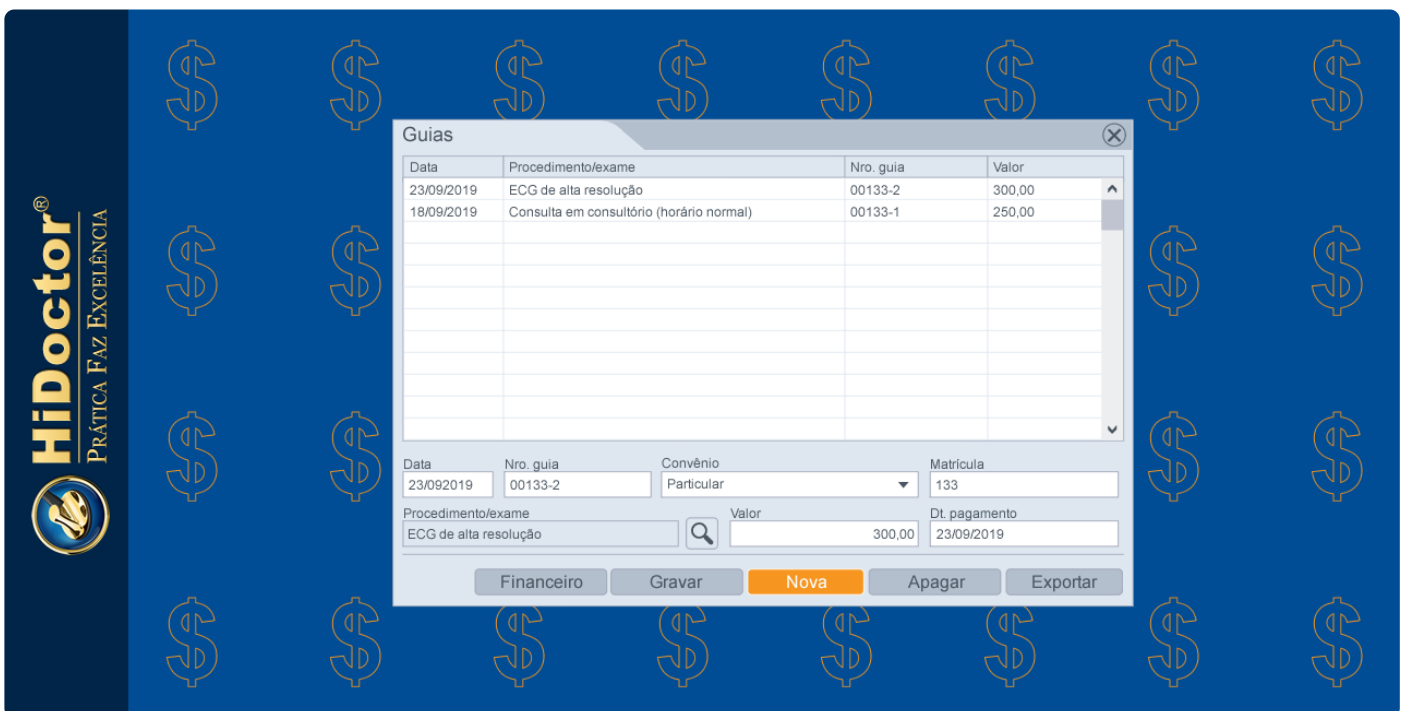 HiDoctor®
PRÁTICA FAZ EXCELÊNCIA
Guias
Data Procedimento/exame Nro. guia Valor
23/09/2019 ECG de alta resolução 00133-2 300,00
18/09/2019 Consulta em consultório (horário normal) 00133-1 250,00
Data Nro. guia Convênio Matrícula
23/092019 00133-2 Particular 133
Procedimento/exame Valor Dt. pagamento
ECG de alta resolução 300,00 23/09/2019
Financeiro Gravar Nova Apagar Exportar